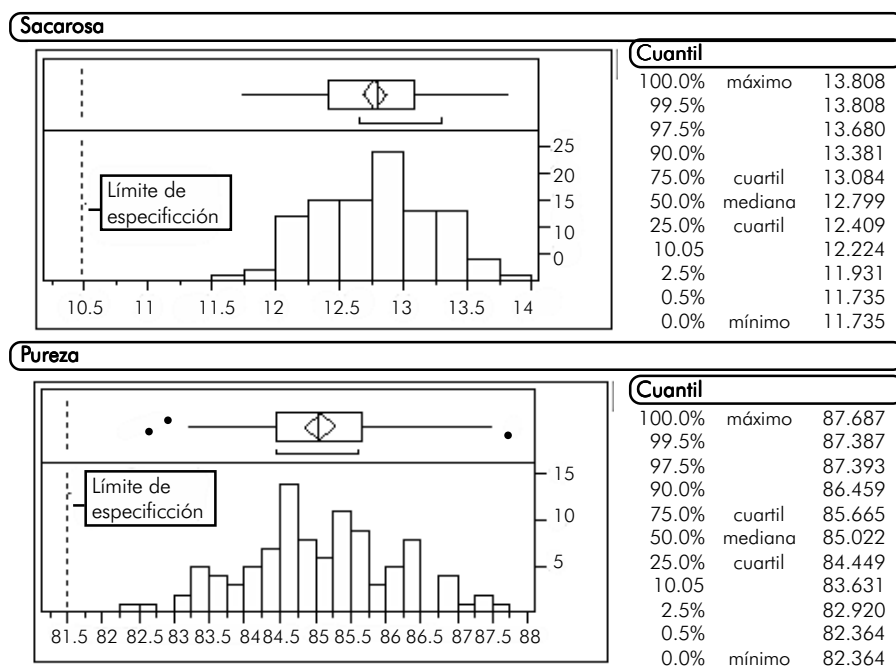 Sacarosa
Límite de
especificción
25
20
15
10
0
10.5 11 11.5 12 12.5 13 13.5 14
Cuantil
100.0% máximo 13.808
99.5% 13.808
97.5% 13.680
90.0% 13.381
75.0% cuartil 13.084
50.0% mediana 12.799
25.0% cuartil 12.409
10.05 12.224
2.5% 11.931
0.5% 11.735
0.0% mínimo 11.735
Pureza
Límite de
especificción
15
10
5
81.5 82 82.5 83 83.5 84 84.5 85 85.5 86 86.5 87 87.5 88
Cuantil
100.0% máximo 87.687
99.5% 87.387
97.5% 87.393
90.0% 86.459
75.0% cuartil 85.665
50.0% mediana 85.022
25.0% cuartil 84.449
10.05 83.631
2.5% 82.920
0.5% 82.364
0.0% mínimo 82.364